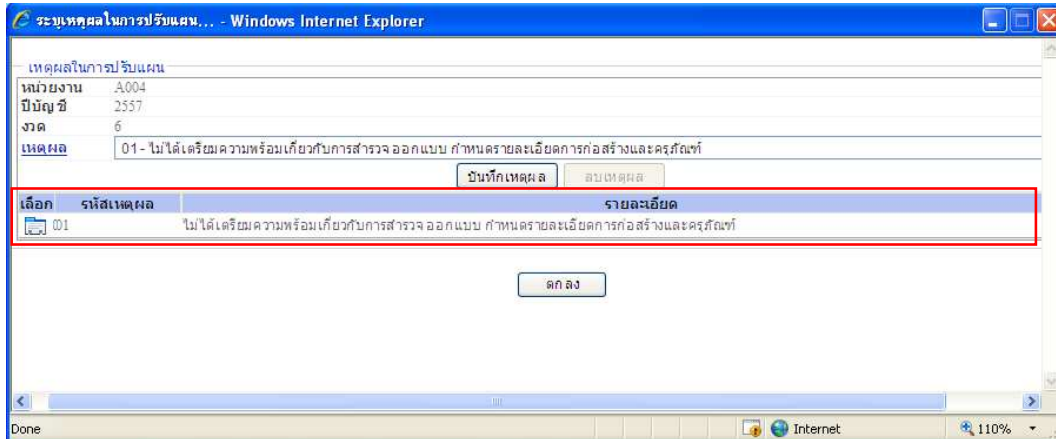 ระบุเหตุผลในการปรับแผน... - Windows Internet Explorer
เหตุผลในการปรับแผน
หน่วยงาน A004
ปีบัญชี 2557
งวด 6
เหตุผล 01 - ไม่ได้เตรียมความพร้อมเกี่ยวกับการสำรวจ ออกแบบ กำหนดรายละเอียดการก่อสร้างและครุภัณฑ์
บันทึกเหตุผล ลบเหตุผล
เลือก รหัสเหตุผล รายละเอียด
01 ไม่ได้เตรียมความพร้อมเกี่ยวกับการสำรวจ ออกแบบ กำหนดรายละเอียดการก่อสร้างและครุภัณฑ์
ตกลง
Done Internet 110%